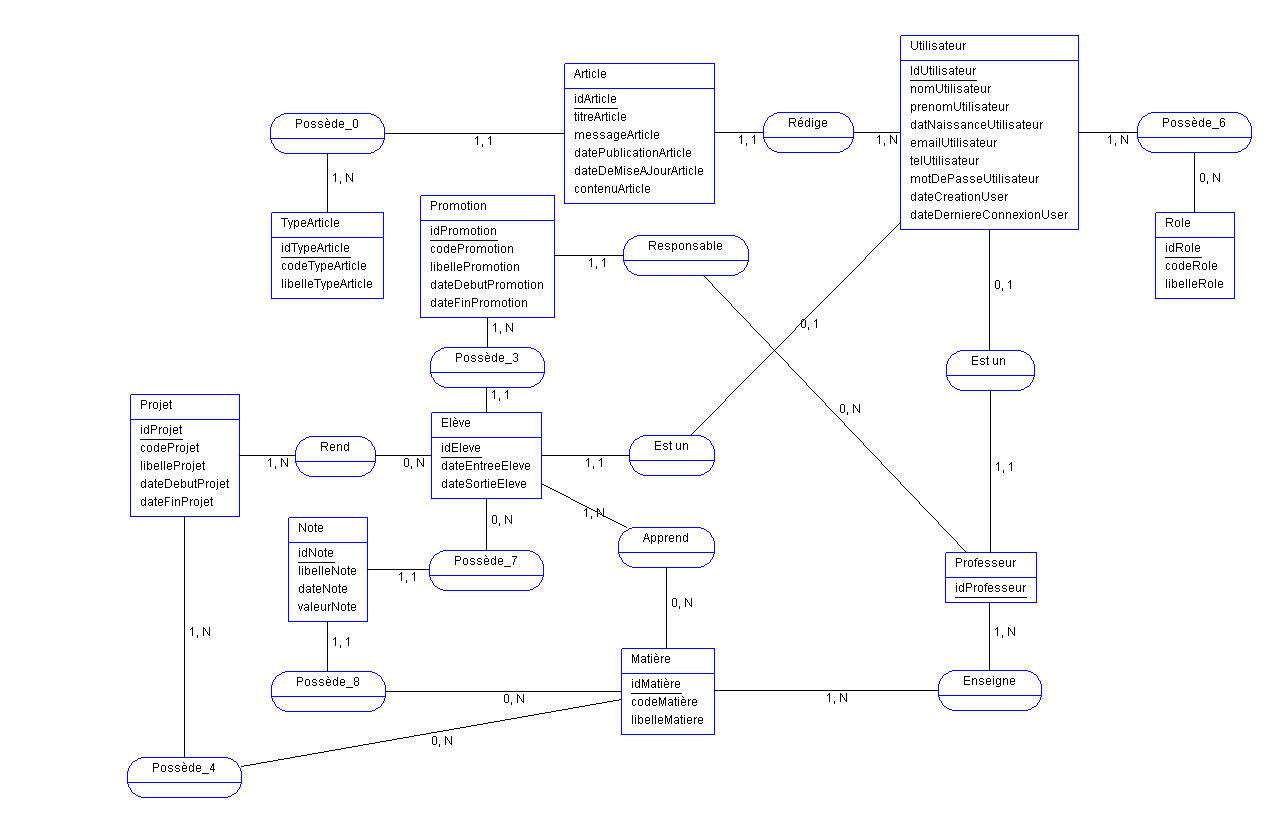 Utilisateur
IdUtilisateur
nomUtilisateur
prenomUtilisateur
datNaissanceUtilisateur
emailUtilisateur
telUtilisateur
motDePasseUtilisateur
dateCreationUser
dateDerniereConnexionUser
Article
idArticle
titreArticle
messageArticle
datePublicationArticle
dateDeMiseAJourArticle
contenuArticle
Possède_0
1, 1
Rédige
1, 1
1, N
Possède_6
1, N
0, N
1, N
TypeArticle
idTypeArticle
codeTypeArticle
libelleTypeArticle
Role
idRole
codeRole
libelleRole
Promotion
idPromotion
codePromotion
libellePromotion
dateDebutPromotion
dateFinPromotion
Responsable
1, 1
0, 1
0, 1
1, N
Possède_3
1, 1
Est un
0, N
Projet
idProjet
codeProjet
libelleProjet
dateDebutProjet
dateFinProjet
Rend
1, N
0, N
Elève
idEleve
dateEntreeEleve
dateSortieEleve
Est un
1, 1
1, 1
0, N
1, N
Note
idNote
libelleNote
dateNote
valeurNote
Possède_7
1, 1
Apprend
Professeur
idProfesseur
0, N
1, N
1, 1
1, N
Possède_8
0, N
Matière
idMatière
codeMatière
libelleMatiere
1, N
Enseigne
0, N
Possède_4